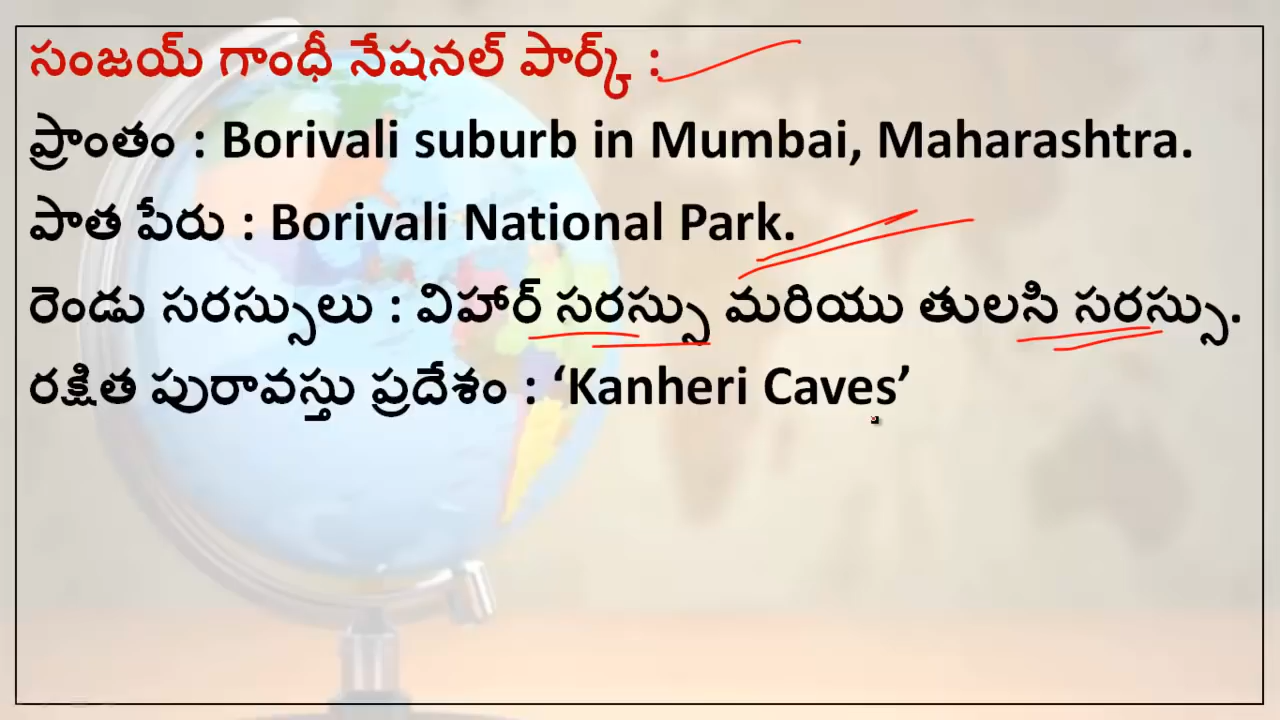 సంజయ్ గాంధీ నేషనల్ పార్క్ :
ప్రాంతం : Borivali suburb in Mumbai, Maharashtra.
పాత పేరు : Borivali National Park.
రెండు సరస్సులు : విహార్ సరస్సు మరియు తులసి సరస్సు.
రక్షిత పురావస్తు ప్రదేశం : ‘Kanheri Caves’